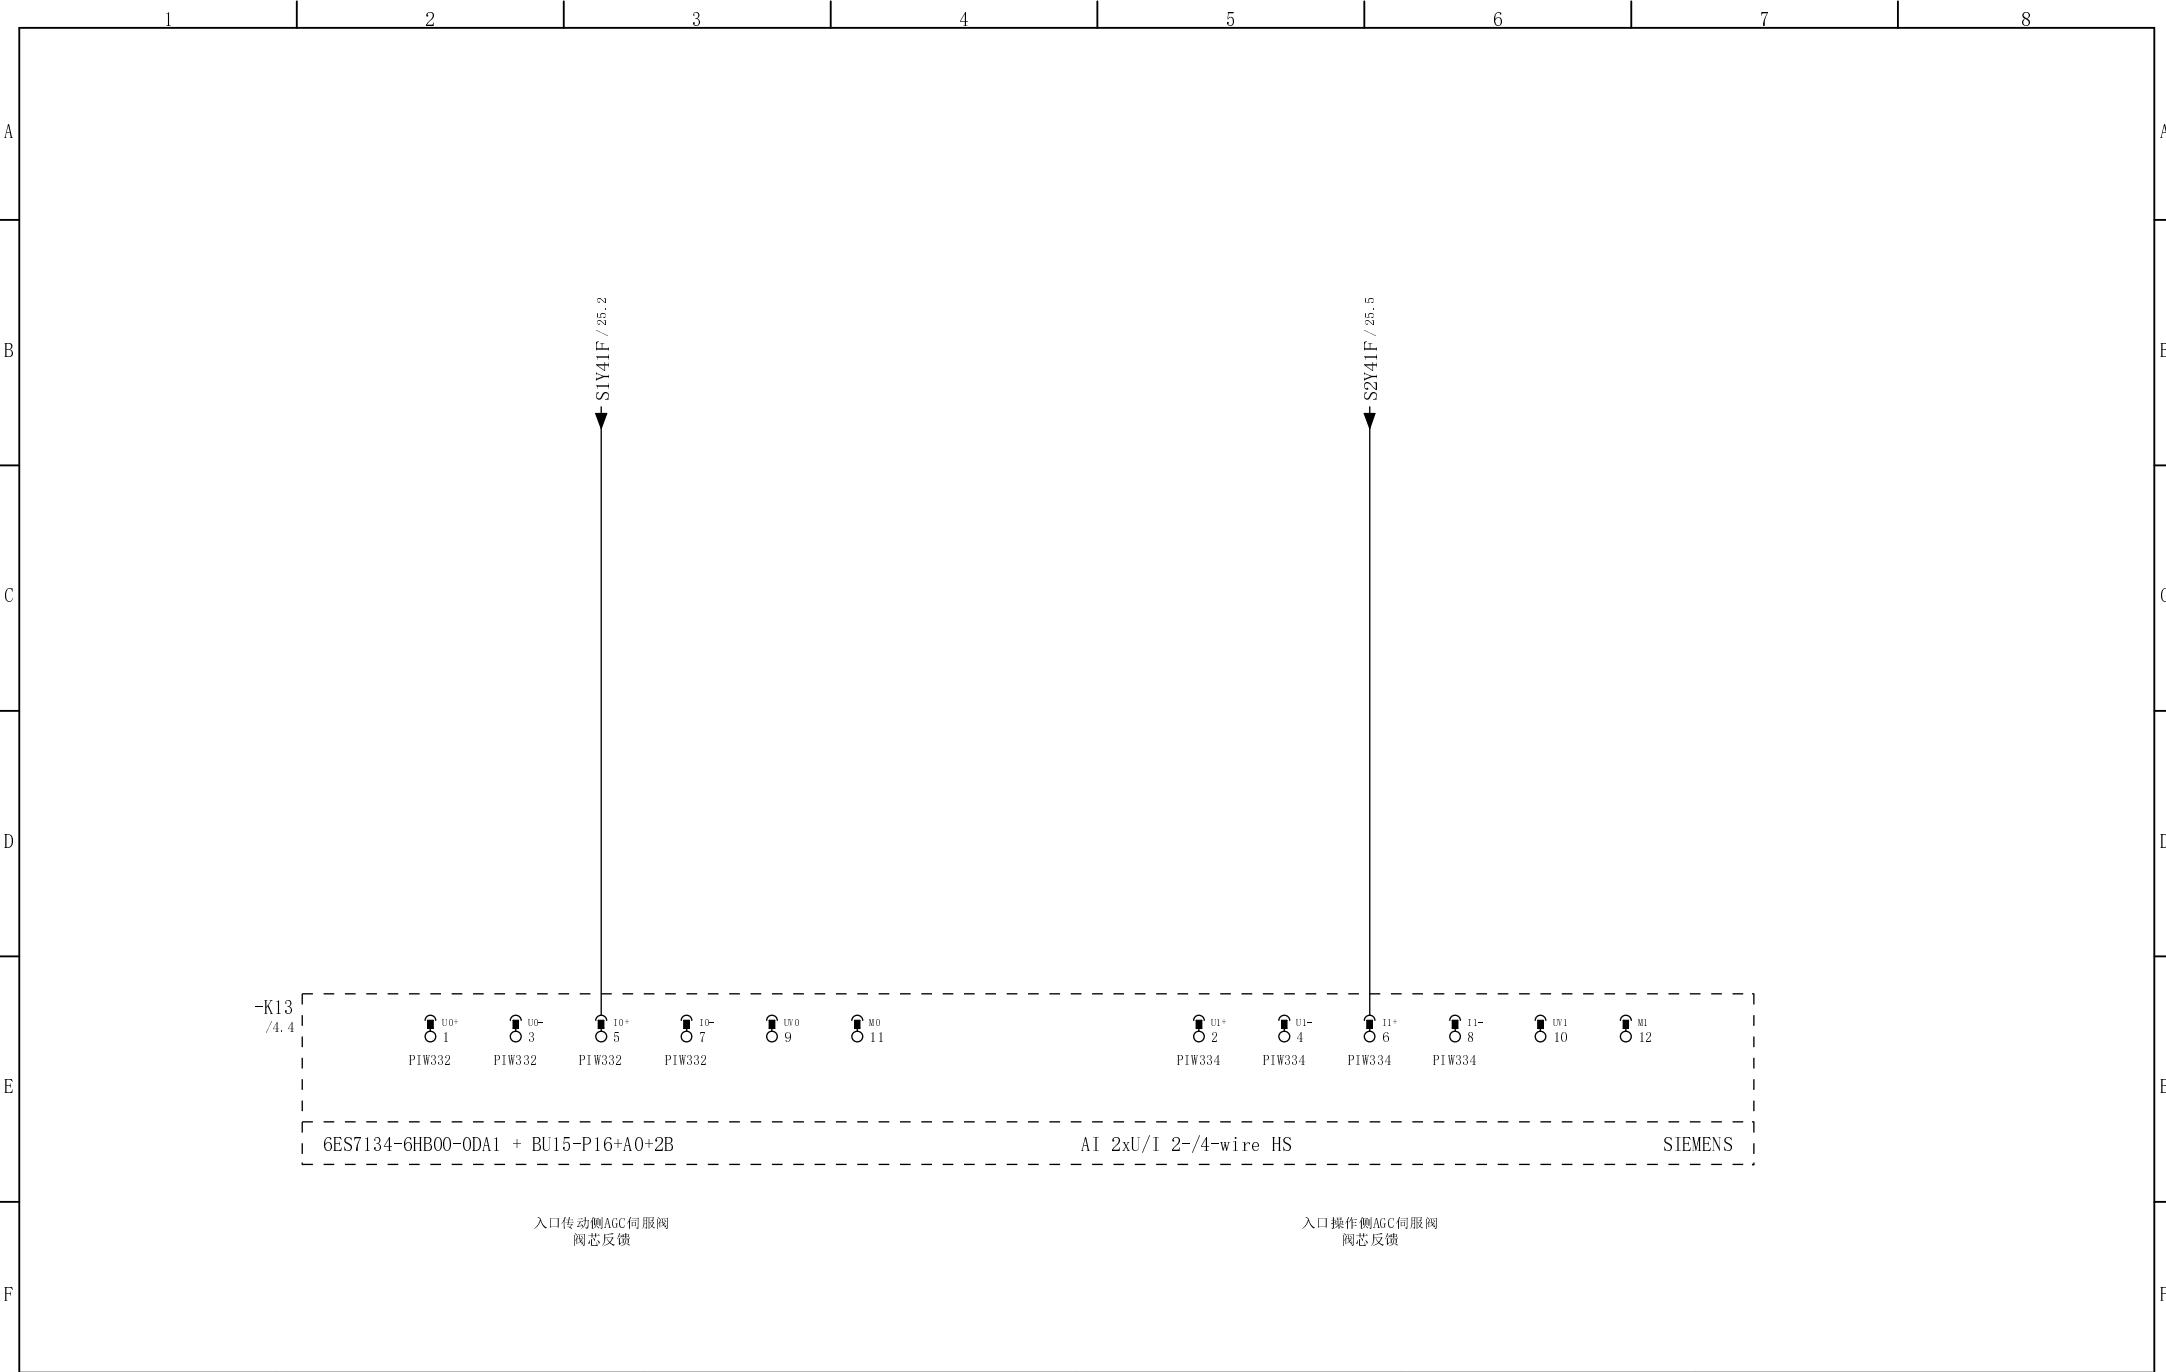 1 2 3 4 5 6 7 8
A A
B B
S1Y41F / 25.2
S2Y41F / 25.5
C C
D D
-K13
/4.4
U0+ U0- I0+ I0- UV0 M0 U1+ U1- I1+ I1- UV1 M1
1 3 5 7 9 11 2 4 6 8 10 12
PIW332 PIW332 PIW332 PIW332 PIW334 PIW334 PIW334 PIW334
E E
6ES7134-6HB00-0DA1 + BU15-P16+A0+2B AI 2xU/I 2-/4-wire HS SIEMENS
入口传动侧AGC伺服阀 入口操作侧AGC伺服阀
阀芯反馈 阀芯反馈
F F